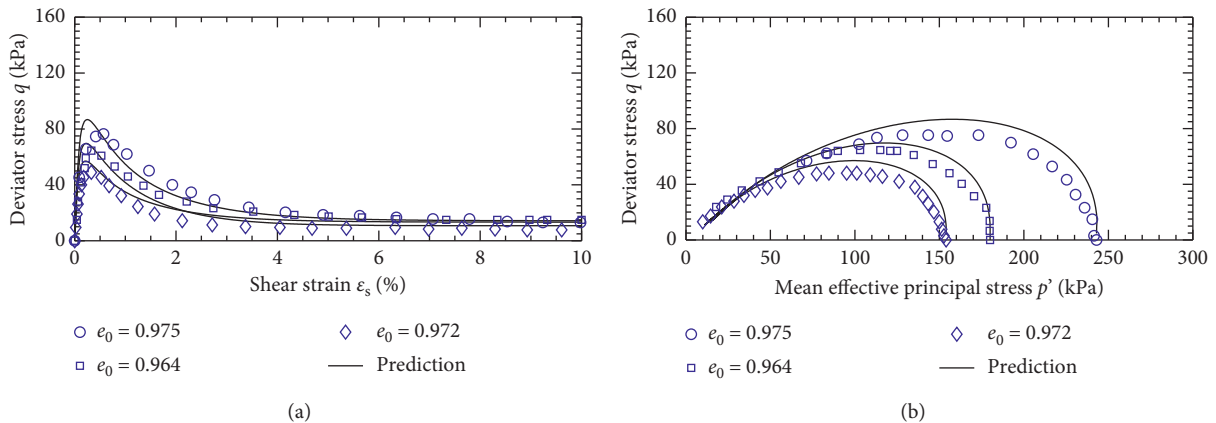 160
120
80
40
0
Deviator stress q (kPa)
0 2 4 6 8 10
Shear strain εs (%)
e0 = 0.975
e0 = 0.964
e0 = 0.972
Prediction
(a)
160
120
80
40
0
Deviator stress q (kPa)
0 50 100 150 200 250 300
Mean effective principal stress p’ (kPa)
e0 = 0.975
e0 = 0.964
e0 = 0.972
Prediction
(b)